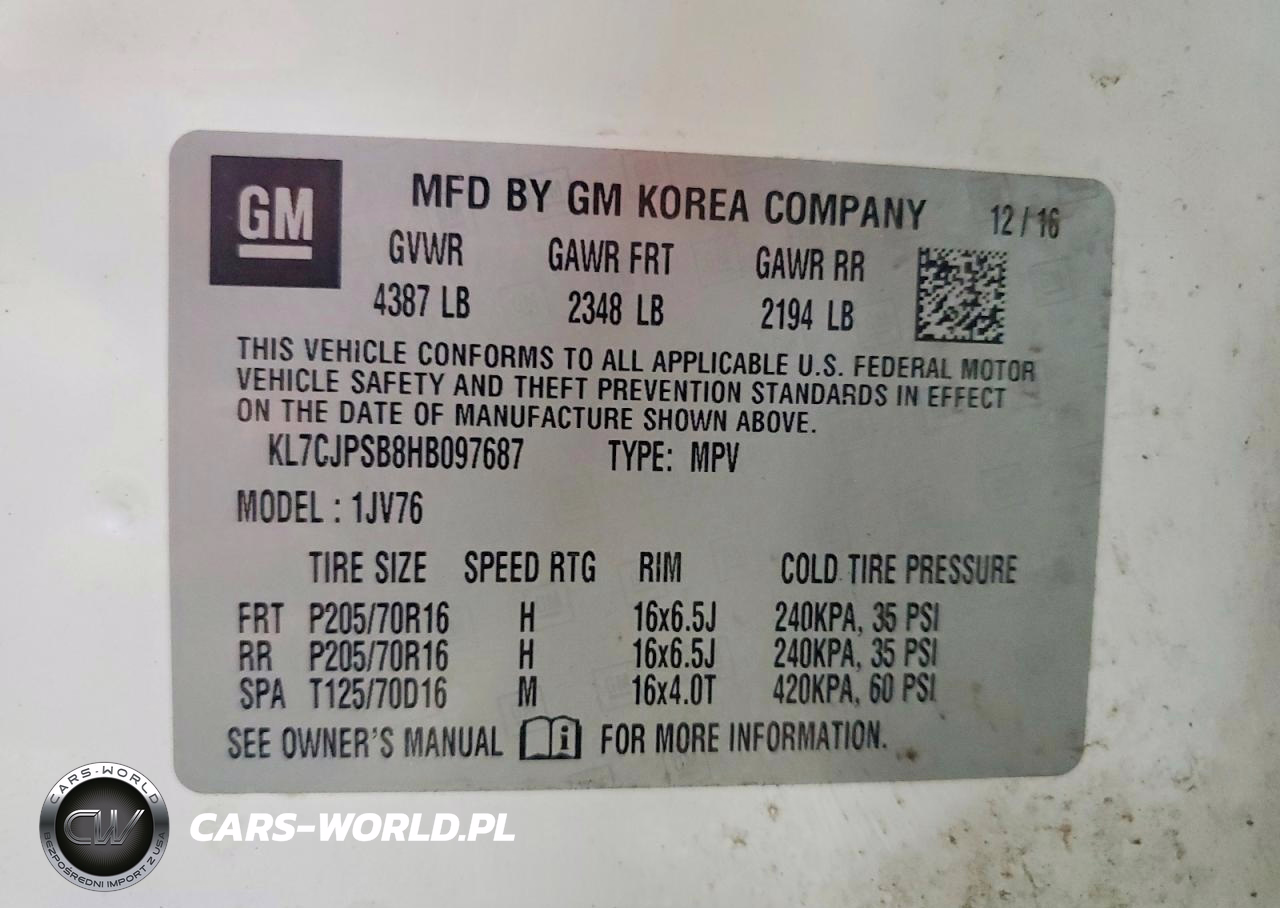 GM
MFD BY GM KOREA COMPANY 12 / 16
GVWR GAWR FRT GAWR RR
4387 LB 2348 LB 2194 LB
THIS VEHICLE CONFORMS TO ALL APPLICABLE U.S. FEDERAL MOTOR
VEHICLE SAFETY AND THEFT PREVENTION STANDARDS IN EFFECT
ON THE DATE OF MANUFACTURE SHOWN ABOVE.
KL7CJPSB8HB097687 TYPE: MPV
MODEL : 1JV76
TIRE SIZE SPEED RTG RIM COLD TIRE PRESSURE
FRT P205/70R16 H 16x6.5J 240KPA, 35 PSI
RR P205/70R16 H 16x6.5J 240KPA, 35 PSI
SPA T125/70D16 M 16x4.0T 420KPA, 60 PSI
SEE OWNER'S MANUAL i FOR MORE INFORMATION.
CARS-WORLD
CW
BEZPOŚREDNI IMPORT Z USA
CARS-WORLD.PL